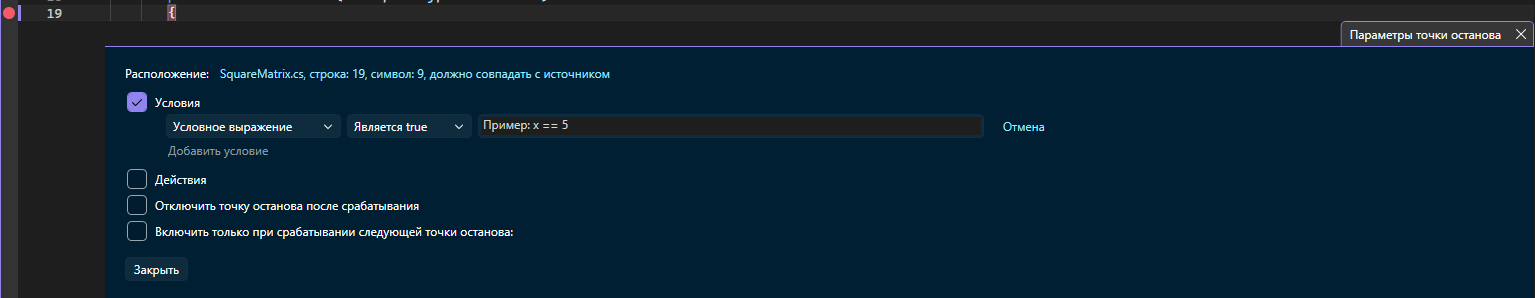 19 {
Параметры точки останова
Расположение: SquareMatrix.cs, строка: 19, символ: 9, должно совпадать с источником
Условия
Условное выражение Является true Пример: x == 5 Отмена
Добавить условие
Действия
Отключить точку останова после срабатывания
Включить только при срабатывании следующей точки останова:
Закрыть